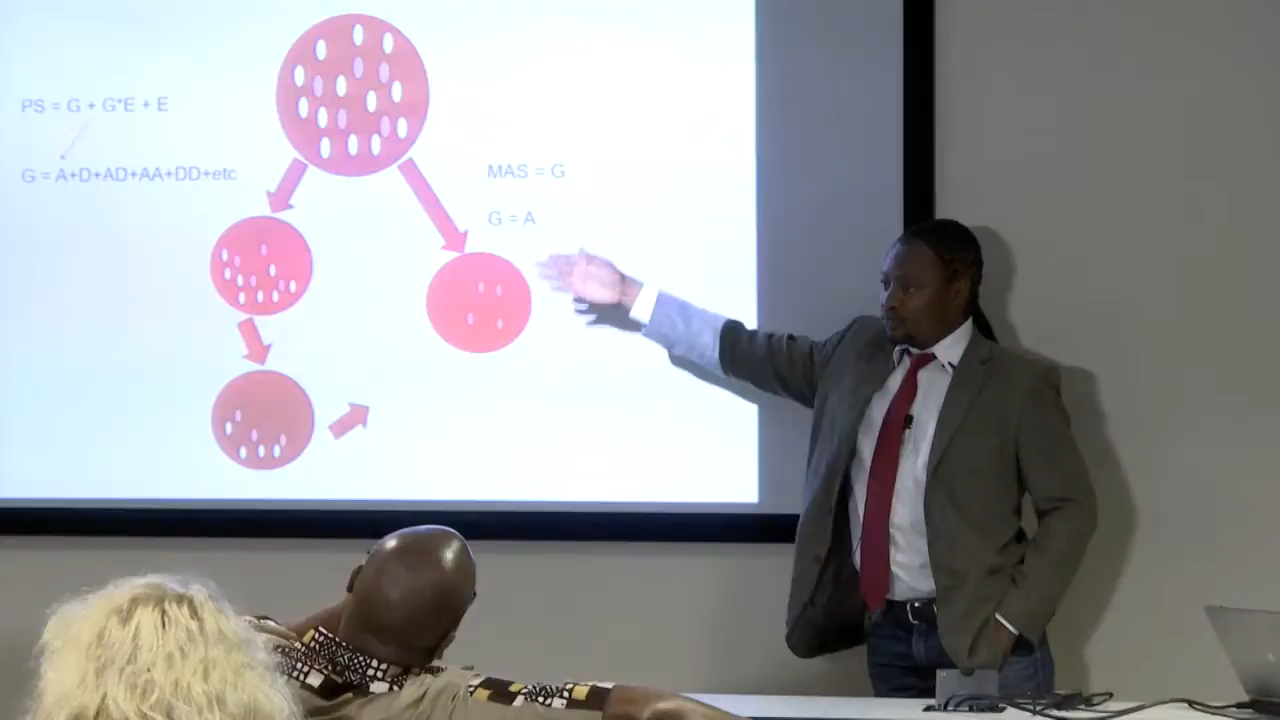 PS = G + G*E + E
G = A+D+AD+AA+DD+etc
MAS = G
G = A